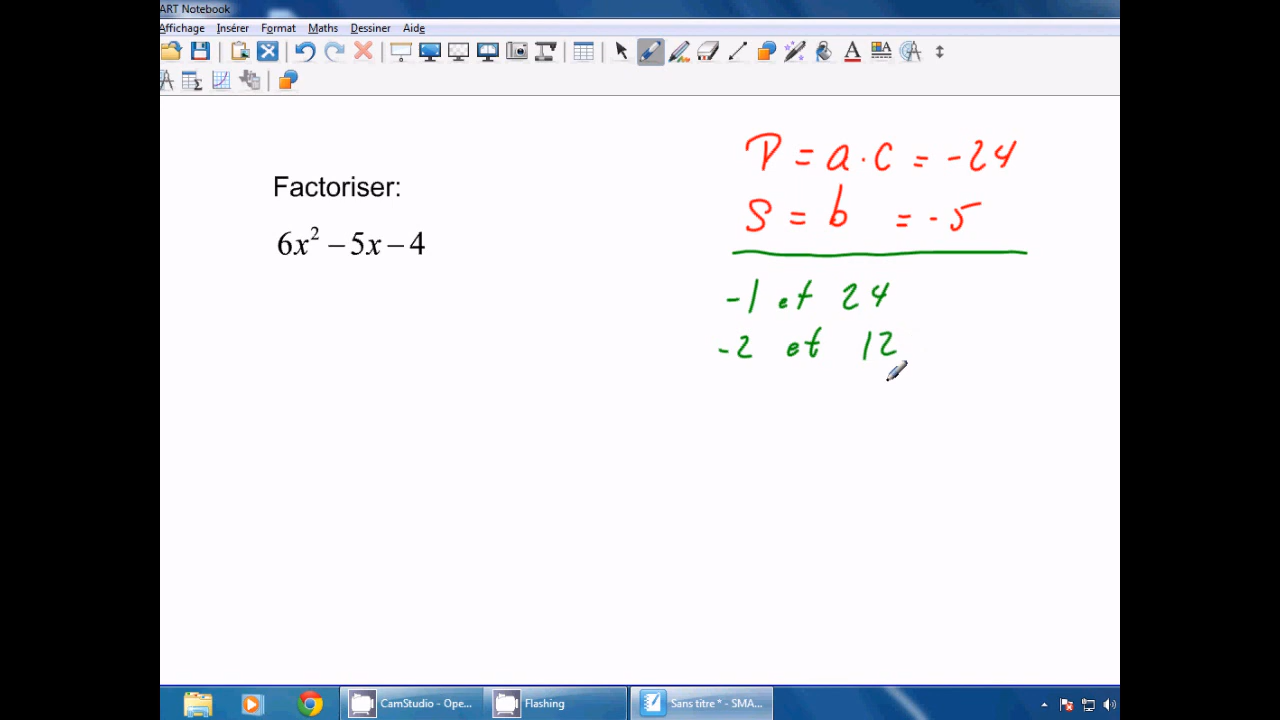 ART Notebook
Affichage Insérer Format Maths Dessiner Aide
Factoriser:
6x² – 5x – 4
P = a · c = -24
S = b = -5
-1 et 24
-2 et 12
CamStudio - Ope... Flashing Sans titre * - SMA...